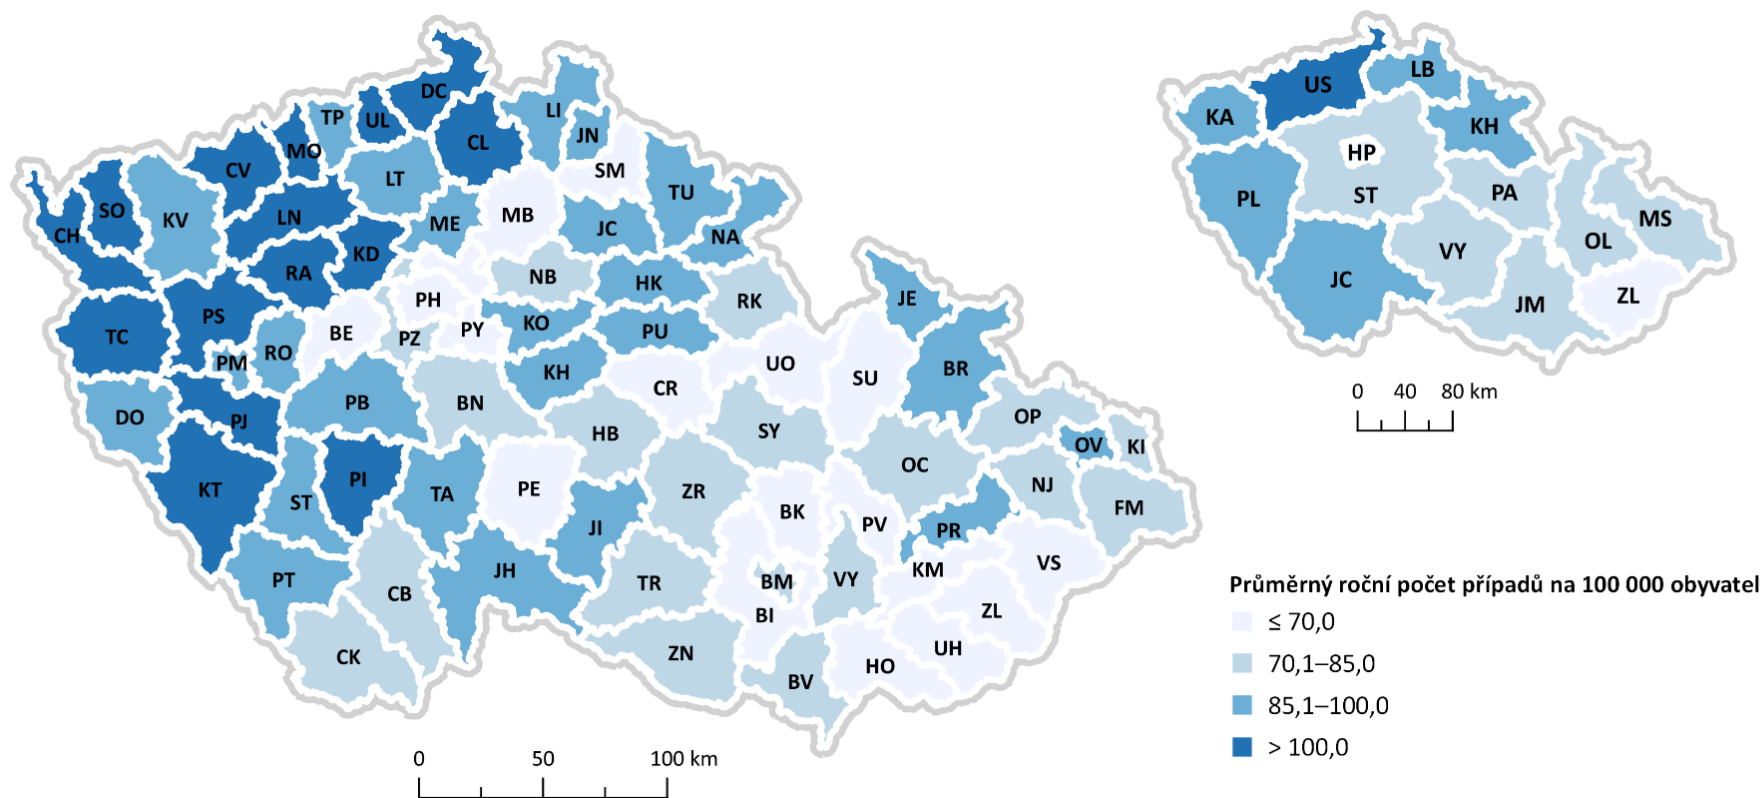 DC
LI
TP
UL
JN
CL
MO
CV
SM
LT
TU
SO
KV
LN
MB
ME
JC
NA
CH
KD
RA
NB
HK
PH
RK
JE
PS
KO
TC
BE
PZ
PY
PU
RO
PM
UO
BR
KH
SU
CR
DO
PB
BN
PJ
HB
SY
OP
OV
KI
OC
KT
ST
PI
TA
PE
ZR
NJ
FM
BK
JI
PV
PR
PT
CB
JH
TR
BM
VY
KM
VS
BI
ZL
CK
ZN
UH
BV
HO
0 50 100 km
US
LB
KA
KH
HP
PL
ST
PA
MS
VY
OL
JC
JM
ZL
0 40 80 km
Průměrný roční počet případů na 100 000 obyvatel
≤ 70,0
70,1–85,0
85,1–100,0
> 100,0